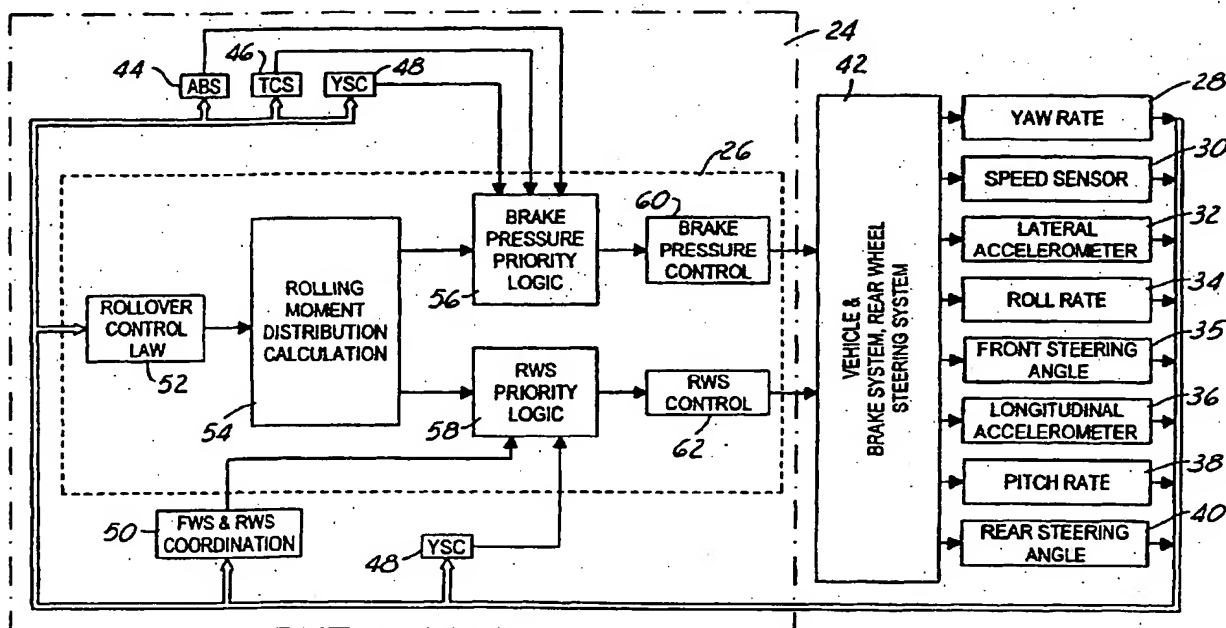 24
46
48
44
ABS
TCS
YSC
42
28
YAW RATE
26
30
SPEED SENSOR
60
BRAKE
PRESSURE
PRIORITY
LOGIC
56
BRAKE
PRESSURE
CONTROL
32
LATERAL
ACCELEROMETER
ROLLING
MOMENT
DISTRIBUTION
CALCULATION
54
34
ROLL RATE
ROLLOVER
CONTROL
LAW
52
VEHICLE &
BRAKE SYSTEM, REAR WHEEL
STEERING SYSTEM
35
FRONT STEERING
ANGLE
RWS
PRIORITY
LOGIC
58
RWS
CONTROL
62
36
LONGITUDINAL
ACCELEROMETER
38
PITCH RATE
50
FWS & RWS
COORDINATION
48
YSC
40
REAR STEERING
ANGLE